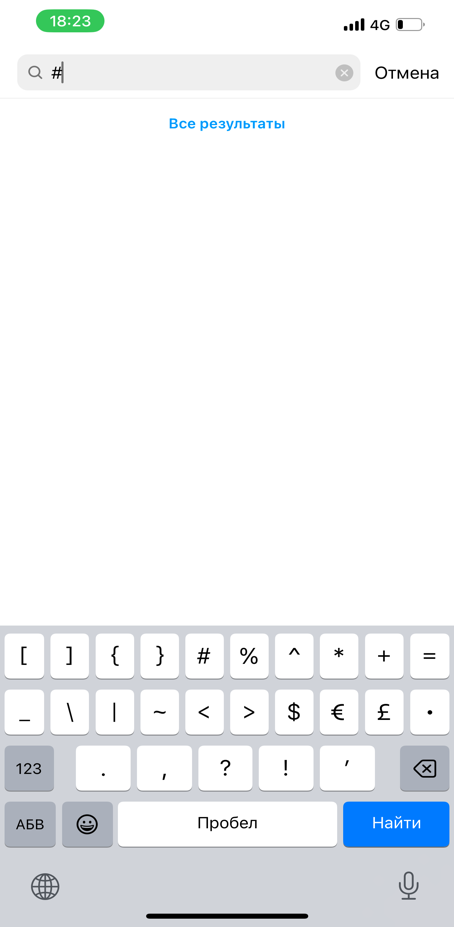 18:23
4G
#
Отмена
Все результаты
[ ] { } # % ^ * + =
_ \ | ~ < > $ € £ •
123 . , ? ! ′
АБВ Пробел Найти